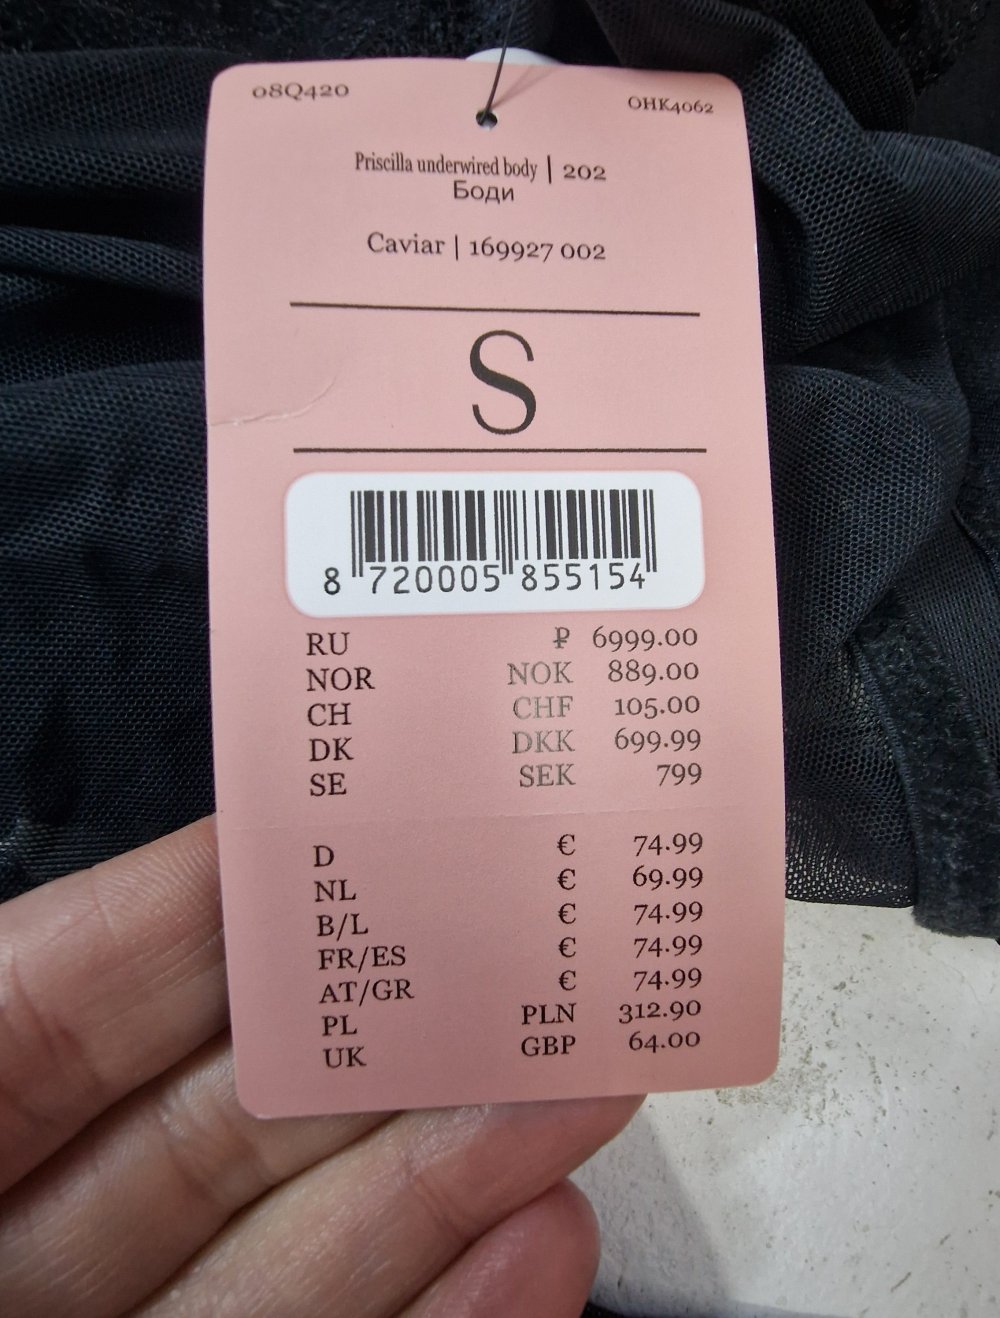 08Q420 OHK4062
Priscilla underwired body | 202
Боди
Caviar | 169927 002
S
8 720005 855154
RU ₽ 6999.00
NOR NOK 889.00
CH CHF 105.00
DK DKK 699.99
SE SEK 799
D € 74.99
NL € 69.99
B/L € 74.99
FR/ES € 74.99
AT/GR € 74.99
PL PLN 312.90
UK GBP 64.00